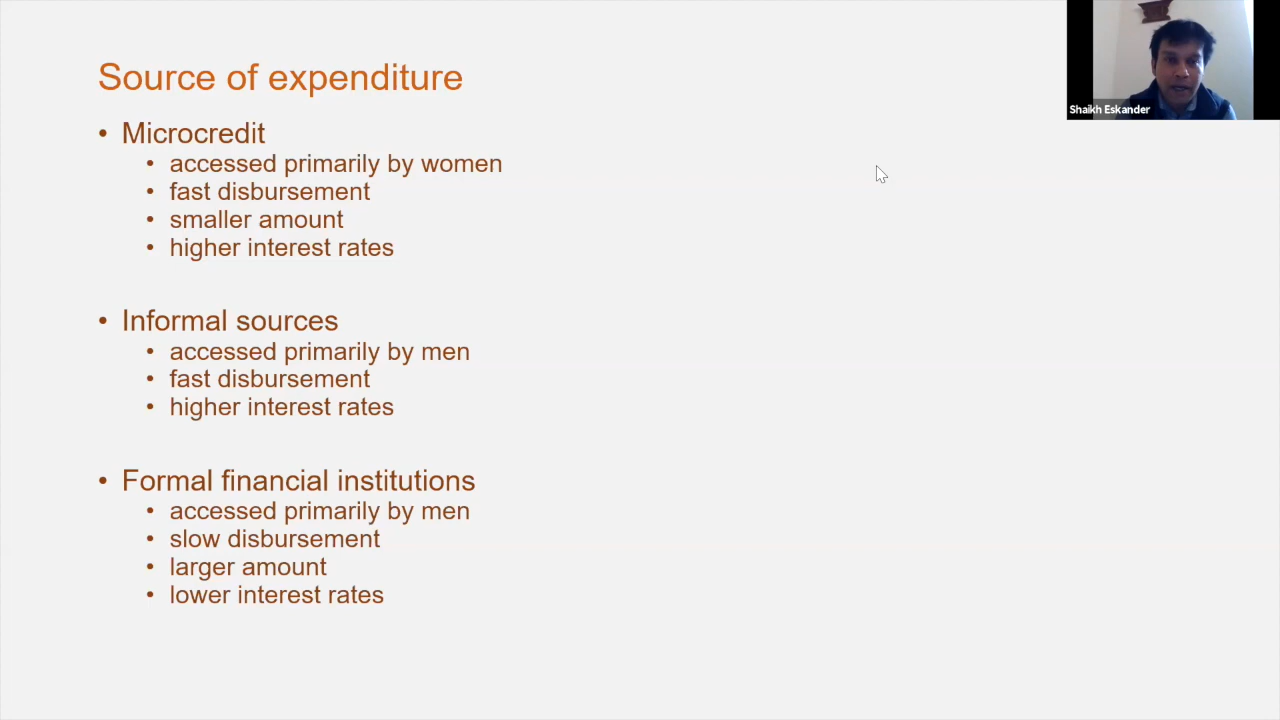 Source of expenditure
• Microcredit
• accessed primarily by women
• fast disbursement
• smaller amount
• higher interest rates
• Informal sources
• accessed primarily by men
• fast disbursement
• higher interest rates
• Formal financial institutions
• accessed primarily by men
• slow disbursement
• larger amount
• lower interest rates
Shaikh Eskander